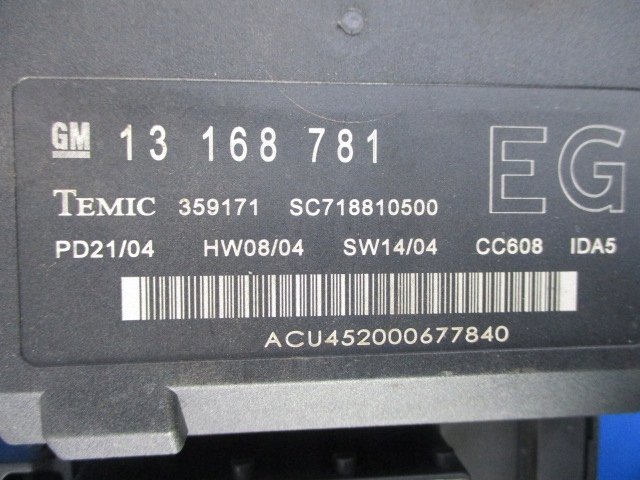 GM 13 168 781 EG
TEMIC 359171 SC718810500
PD21/04 HW08/04 SW14/04 CC608 IDA5
ACU452000677840